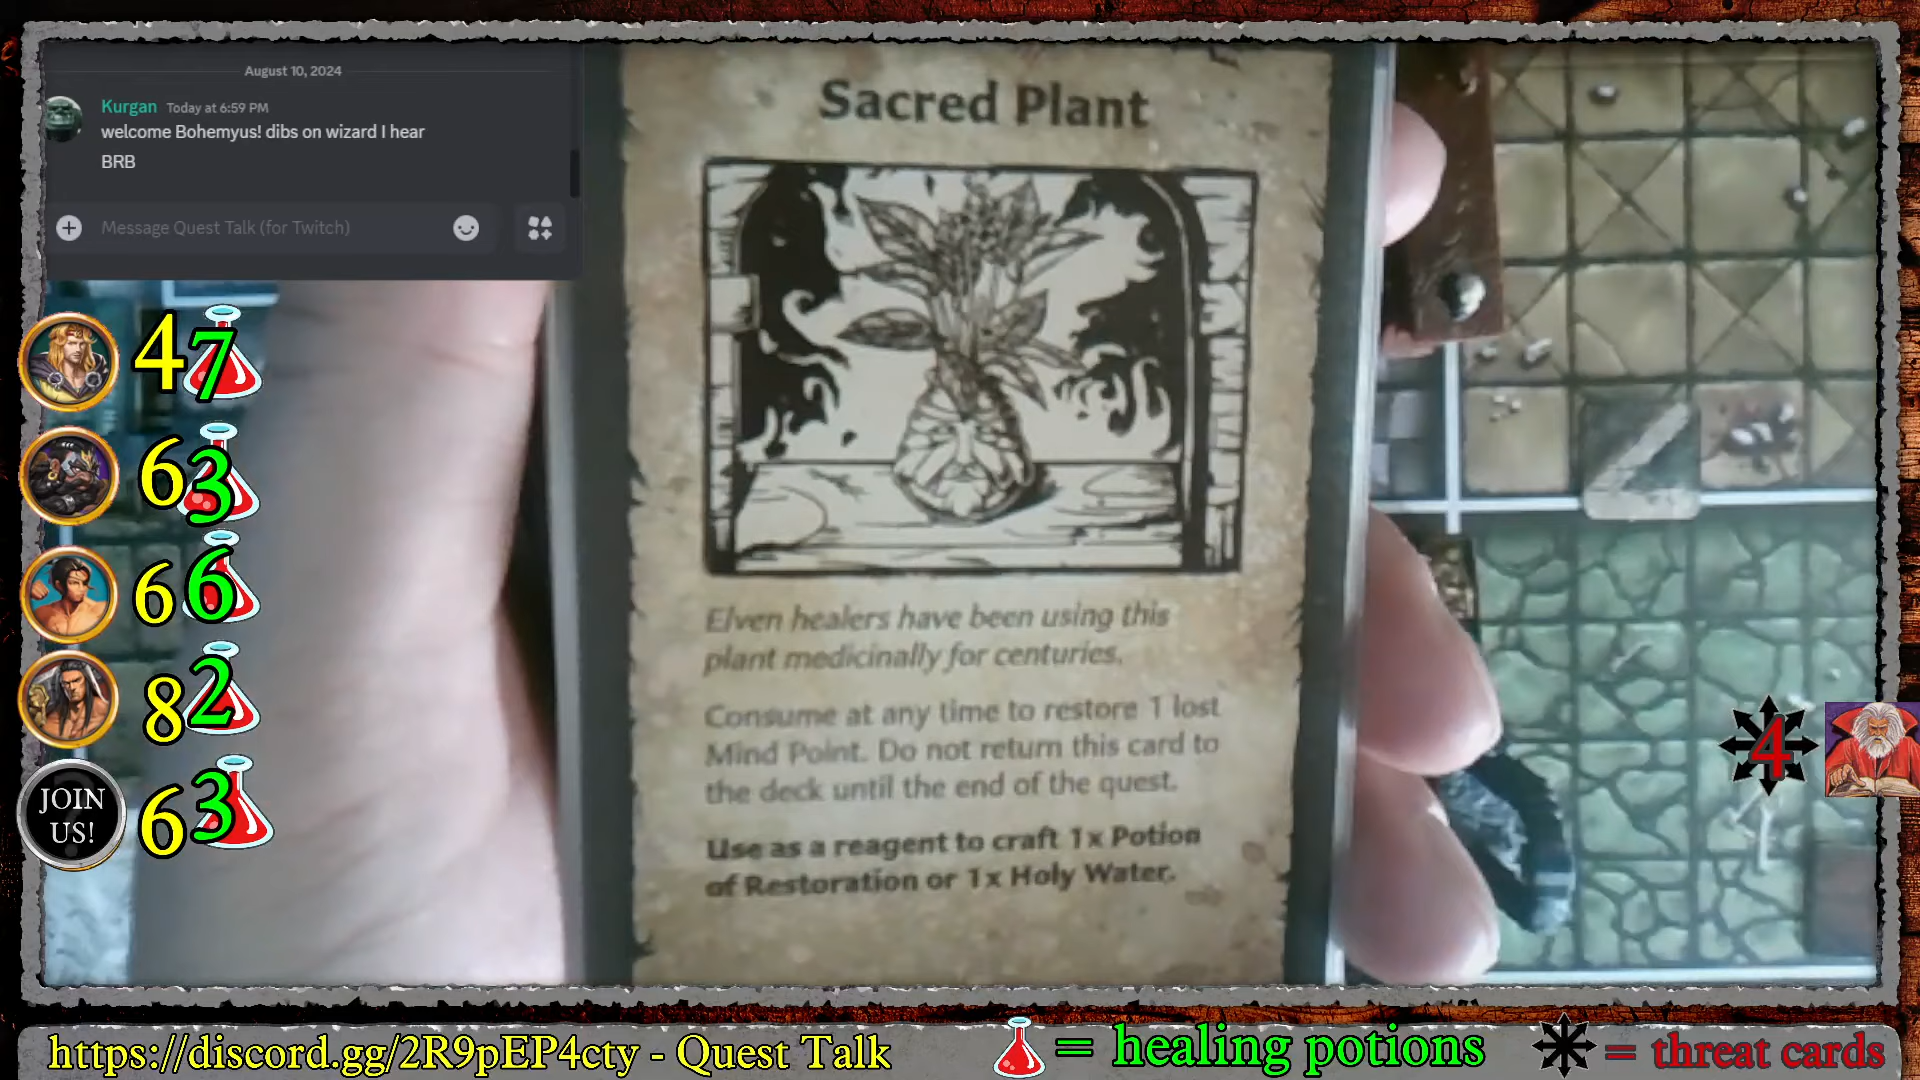 August 10, 2024
Kurgan Today at 6:59 PM
welcome Bohemyus! dibs on wizard I hear
BRB
Message Quest Talk (for Twitch)
Sacred Plant
Elven healers have been using this
plant medicinally for centuries.
Consume at any time to restore 1 lost
Mind Point. Do not return this card to
the deck until the end of the quest.
Use as a reagent to craft 1x Potion
of Restoration or 1x Holy Water.
4 7
6 3
6 6
8 2
JOIN
US!
6 3
4
https://discord.gg/2R9pEP4cty - Quest Talk
= healing potions
= threat cards